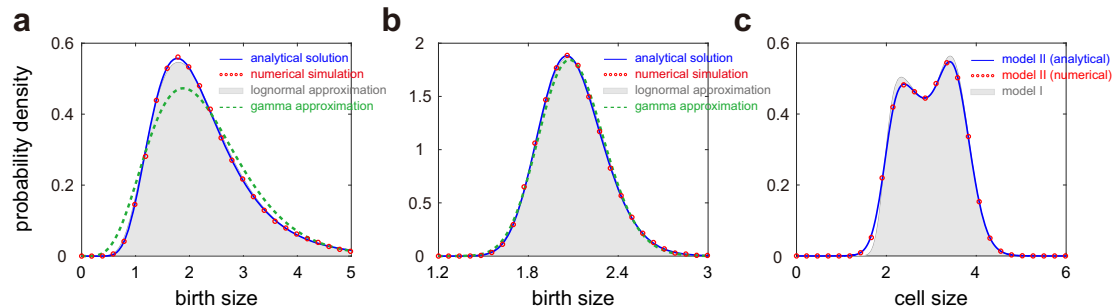 a
b
c
probability density
0.6
0.4
0.2
0
0
1
2
3
4
5
birth size
analytical solution
numerical simulation
lognormal approximation
gamma approximation
2
1.5
1
0.5
0
1.2
1.8
2.4
3
birth size
analytical solution
numerical simulation
lognormal approximation
gamma approximation
0.6
0.4
0.2
0
0
2
4
6
cell size
model II (analytical)
model II (numerical)
model I